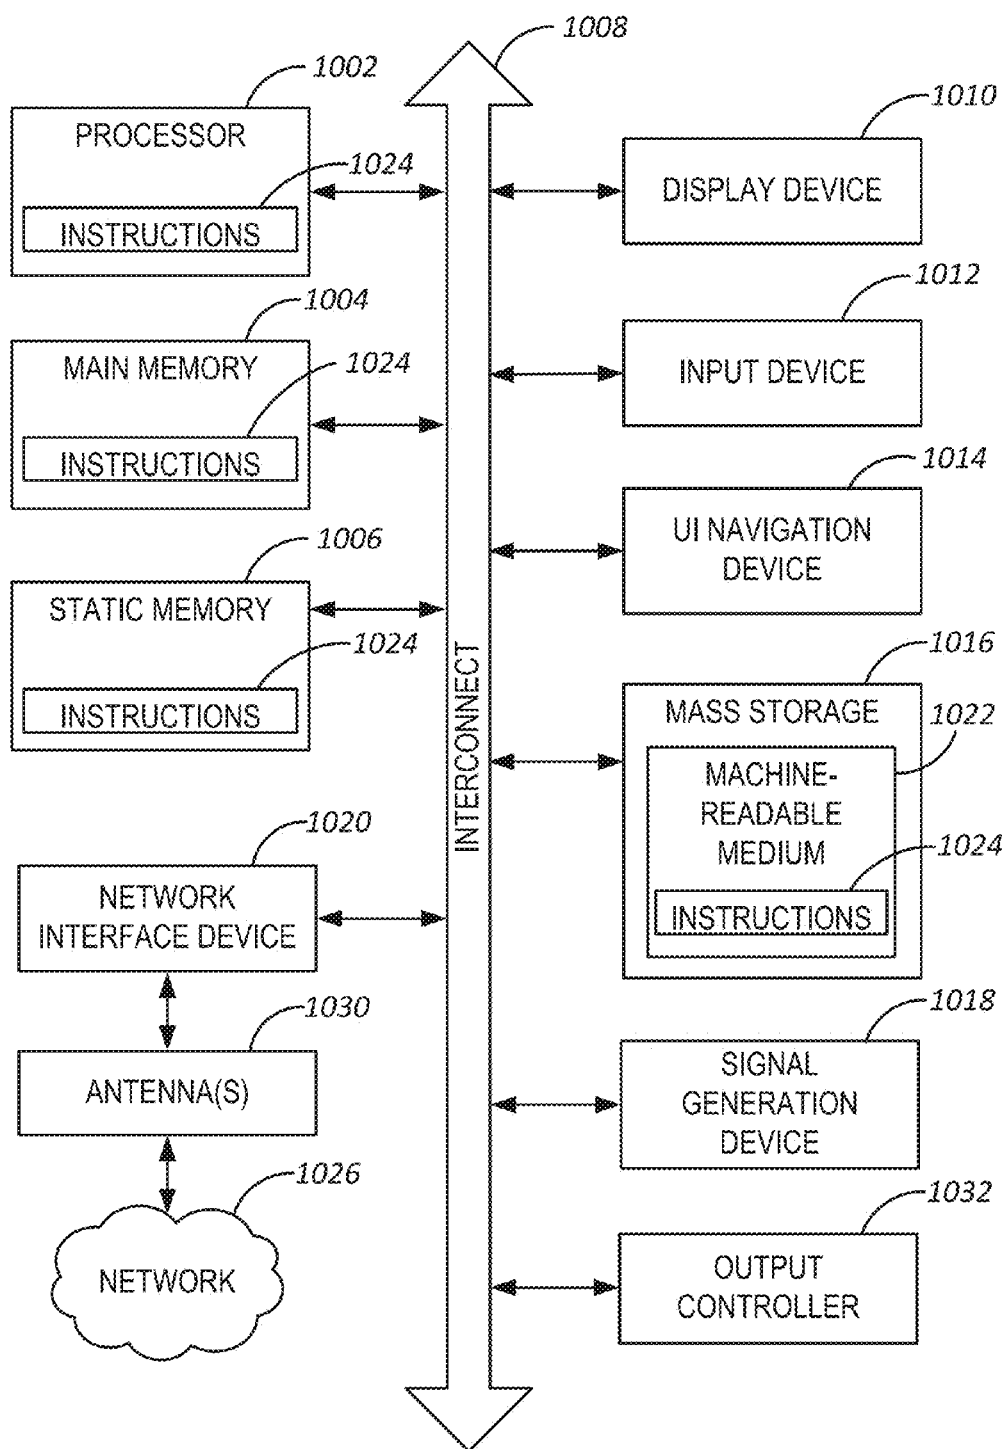 1008
1002
PROCESSOR
1024
INSTRUCTIONS
1004
MAIN MEMORY
1024
INSTRUCTIONS
1006
STATIC MEMORY
1024
INSTRUCTIONS
1020
NETWORK
INTERFACE DEVICE
1030
ANTENNA(S)
1026
NETWORK
INTERCONNECT
1010
DISPLAY DEVICE
1012
INPUT DEVICE
1014
UI NAVIGATION
DEVICE
1016
MASS STORAGE
1022
MACHINE-
READABLE
MEDIUM
1024
INSTRUCTIONS
1018
SIGNAL
GENERATION
DEVICE
1032
OUTPUT
CONTROLLER